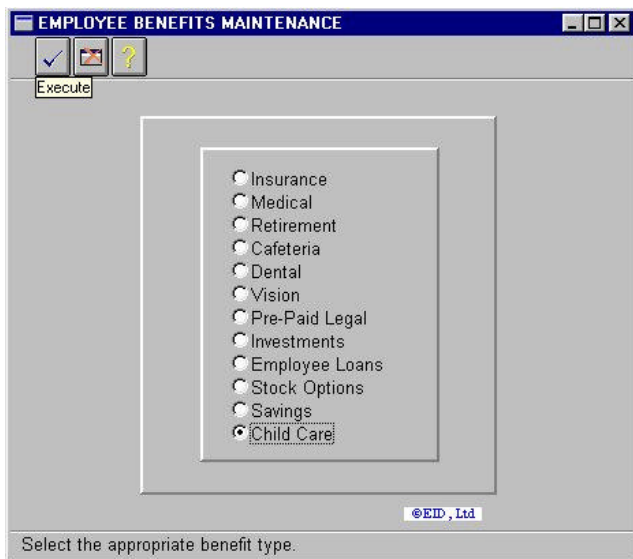 EMPLOYEE BENEFITS MAINTENANCE
?
Execute
Insurance
Medical
Retirement
Cafeteria
Dental
Vision
Pre-Paid Legal
Investments
Employee Loans
Stock Options
Savings
Child Care
©EID, Ltd
Select the appropriate benefit type.